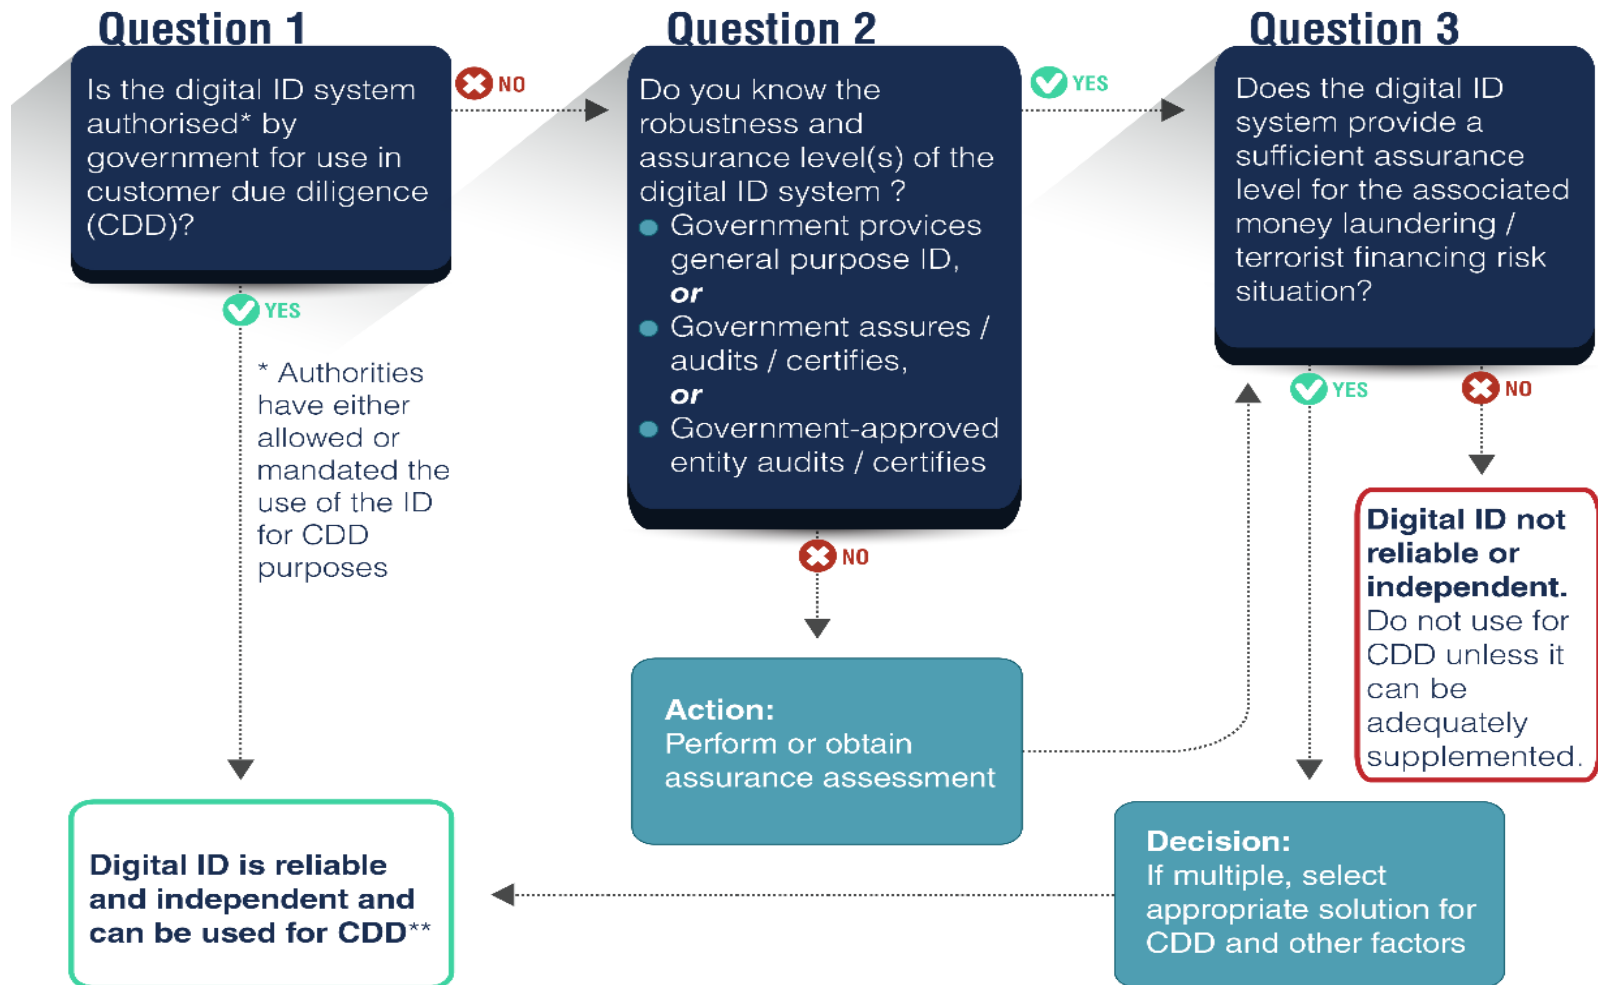 Question 1
Is the digital ID system
authorised* by
government for use in
customer due diligence
(CDD)?
NO
YES
* Authorities
have either
allowed or
mandated the
use of the ID
for CDD
purposes
Digital ID is reliable
and independent and
can be used for CDD**
Question 2
Do you know the
robustness and
assurance level(s) of the
digital ID system ?
Government provices
general purpose ID,
or
Government assures /
audits / certifies,
or
Government-approved
entity audits / certifies
YES
NO
Action:
Perform or obtain
assurance assessment
Question 3
Does the digital ID
system provide a
sufficient assurance
level for the associated
money laundering /
terrorist financing risk
situation?
YES
NO
Digital ID not
reliable or
independent.
Do not use for
CDD unless it
can be
adequately
supplemented.
Decision:
If multiple, select
appropriate solution for
CDD and other factors